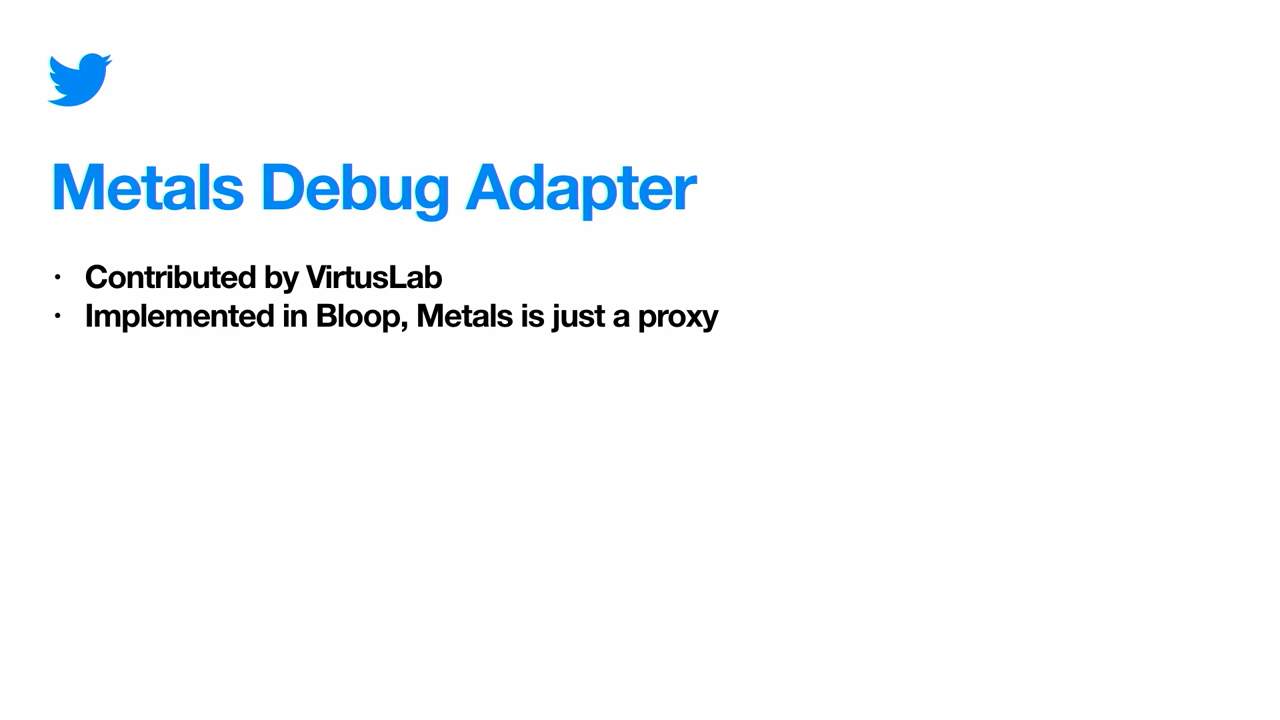 Metals Debug Adapter
· Contributed by VirtusLab
· Implemented in Bloop, Metals is just a proxy